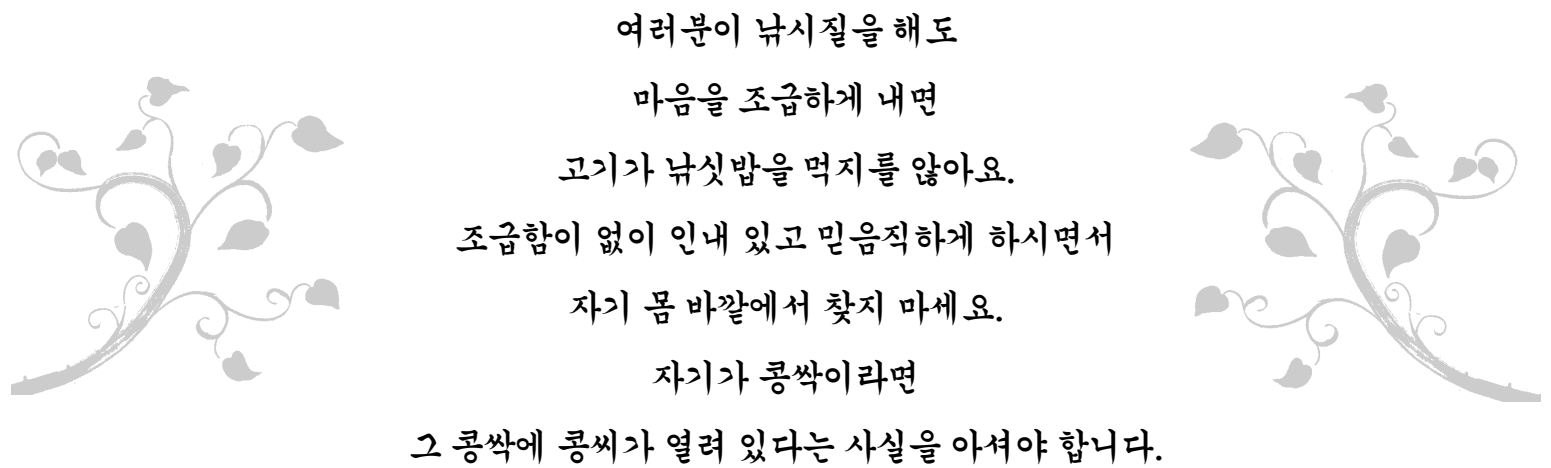 여러분이 낚시질을 해도
마음을 조급하게 내면
고기가 낚싯밥을 먹지를 않아요.
조급함이 없이 인내 있고 믿음직하게 하시면서
자기 몸 바깥에서 찾지 마세요.
자기가 콩싹이라면
그 콩싹에 콩씨가 열려 있다는 사실을 아셔야 합니다.